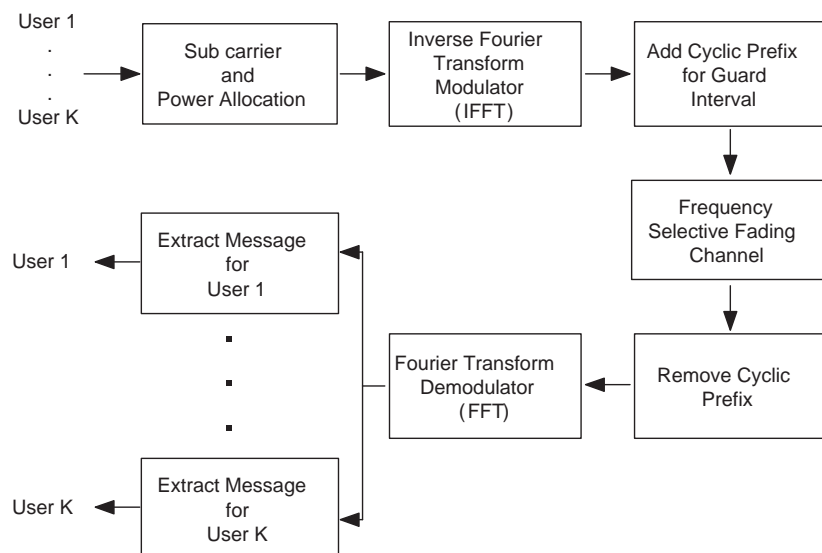 User 1
.
.
.
User K
Sub carrier
and
Power Allocation
Inverse Fourier
Transform
Modulator
(IFFT)
Add Cyclic Prefix
for Guard
Interval
Frequency
Selective Fading
Channel
Remove Cyclic
Prefix
Fourier Transform
Demodulator
(FFT)
Extract Message
for
User 1
User 1
Extract Message
for
User K
User K